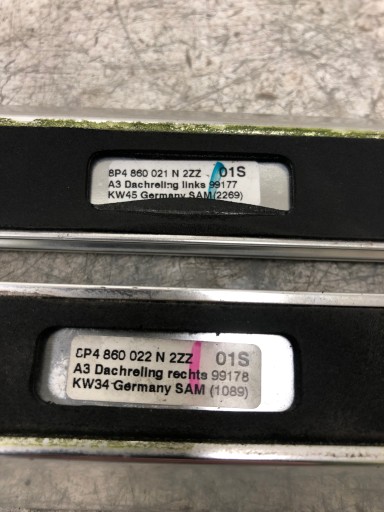 8P4 860 021 N 2ZZ 01S
A3 Dachreling links 99177
KW45 Germany SAM (2269)
8P4 860 022 N 2ZZ 01S
A3 Dachreling rechts 99178
KW34 Germany SAM (1089)